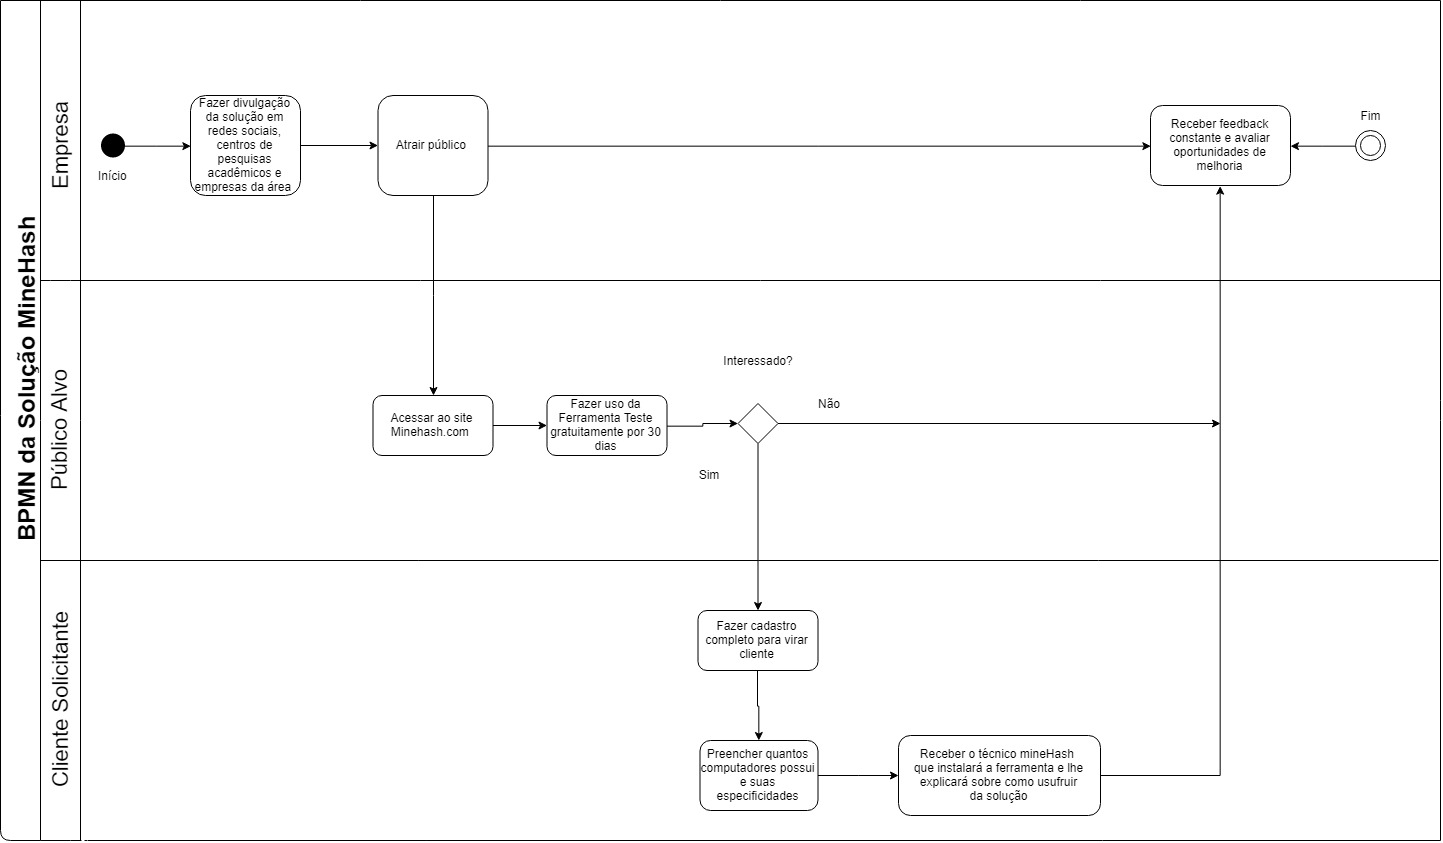 BPMN da Solução MineHash
Empresa
Início
Fazer divulgação
da solução em
redes sociais,
centros de
pesquisas
acadêmicos e
empresas da área
Atrair público
Receber feedback
constante e avaliar
oportunidades de
melhoria
Fim
Público Alvo
Acessar ao site
Minehash.com
Fazer uso da
Ferramenta Teste
gratuitamente por 30
dias
Interessado?
Não
Sim
Cliente Solicitante
Fazer cadastro
completo para virar
cliente
Preencher quantos
computadores possui
e suas
especificidades
Receber o técnico mineHash
que instalará a ferramenta e lhe
explicará sobre como usufruir
da solução